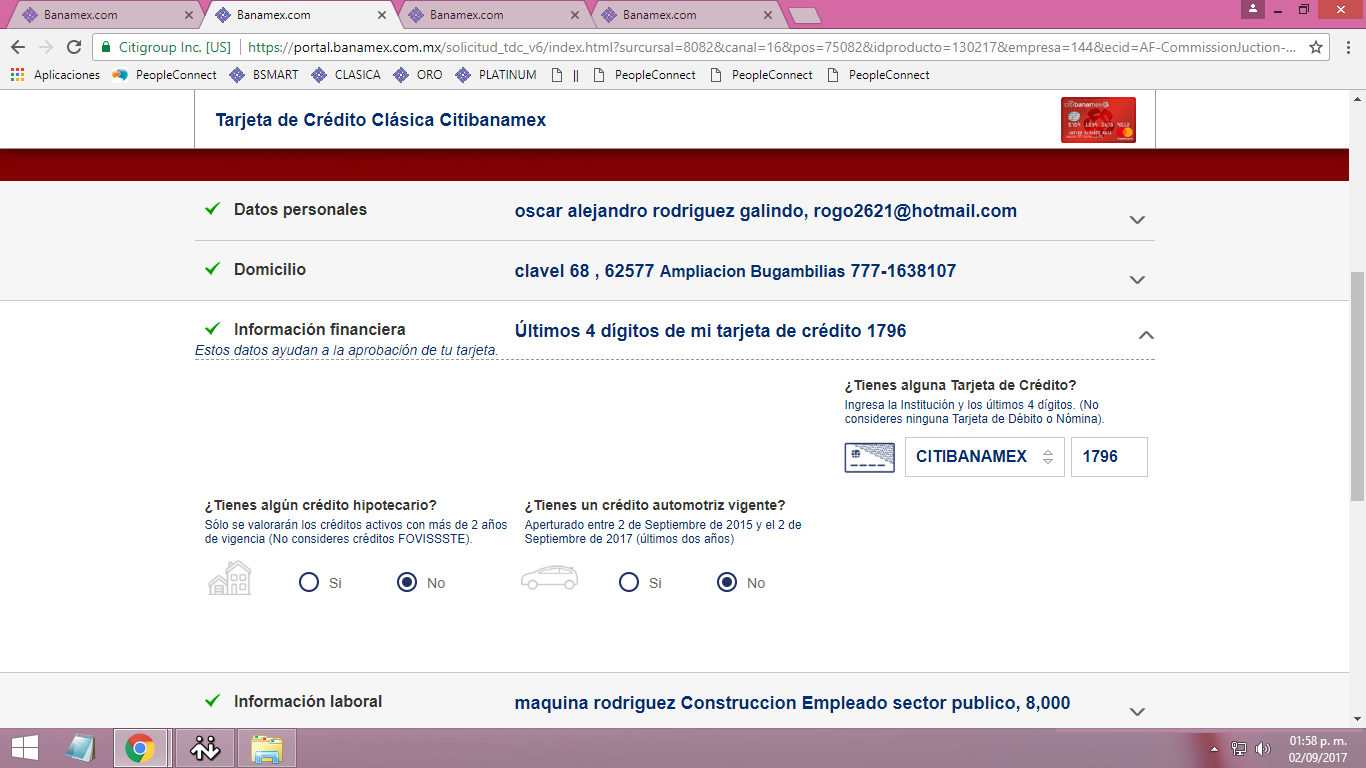 Banamex.com
Banamex.com
Banamex.com
Banamex.com
Citigroup Inc. [US] https://portal.banamex.com.mx/solicitud_tdc_v6/index.html?sursursal=8082&canal=16&pos=75082&idproducto=130217&empresa=144&ecid=AF-CommissionJuction-...
Aplicaciones PeopleConnect BSMART CLASICA ORO PLATINUM || PeopleConnect PeopleConnect PeopleConnect
Tarjeta de Crédito Clásica Citibanamex
citibanamex
Datos personales oscar alejandro rodriguez galindo, rogo2621@hotmail.com
Domicilio clavel 68 , 62577 Ampliacion Bugambilias 777-1638107
Información financiera Últimos 4 dígitos de mi tarjeta de crédito 1796
Estos datos ayudan a la aprobación de tu tarjeta.
¿Tienes alguna Tarjeta de Crédito?
Ingresa la Institución y los últimos 4 dígitos. (No
consideres ninguna Tarjeta de Débito o Nómina).
CITIBANAMEX 1796
¿Tienes algún crédito hipotecario?
Sólo se valorarán los créditos activos con más de 2 años
de vigencia (No consideres créditos FOVISSSTE).
Si No
¿Tienes un crédito automotriz vigente?
Aperturado entre 2 de Septiembre de 2015 y el 2 de
Septiembre de 2017 (últimos dos años)
Si No
Información laboral maquina rodriguez Construccion Empleado sector publico, 8,000
01:58 p. m.
02/09/2017